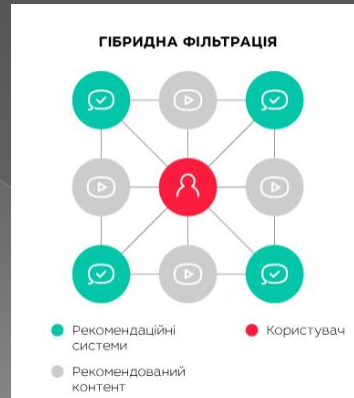 ГІБРИДНА ФІЛЬТРАЦІЯ
Рекомендаційні
системи
Користувач
Рекомендований
контент